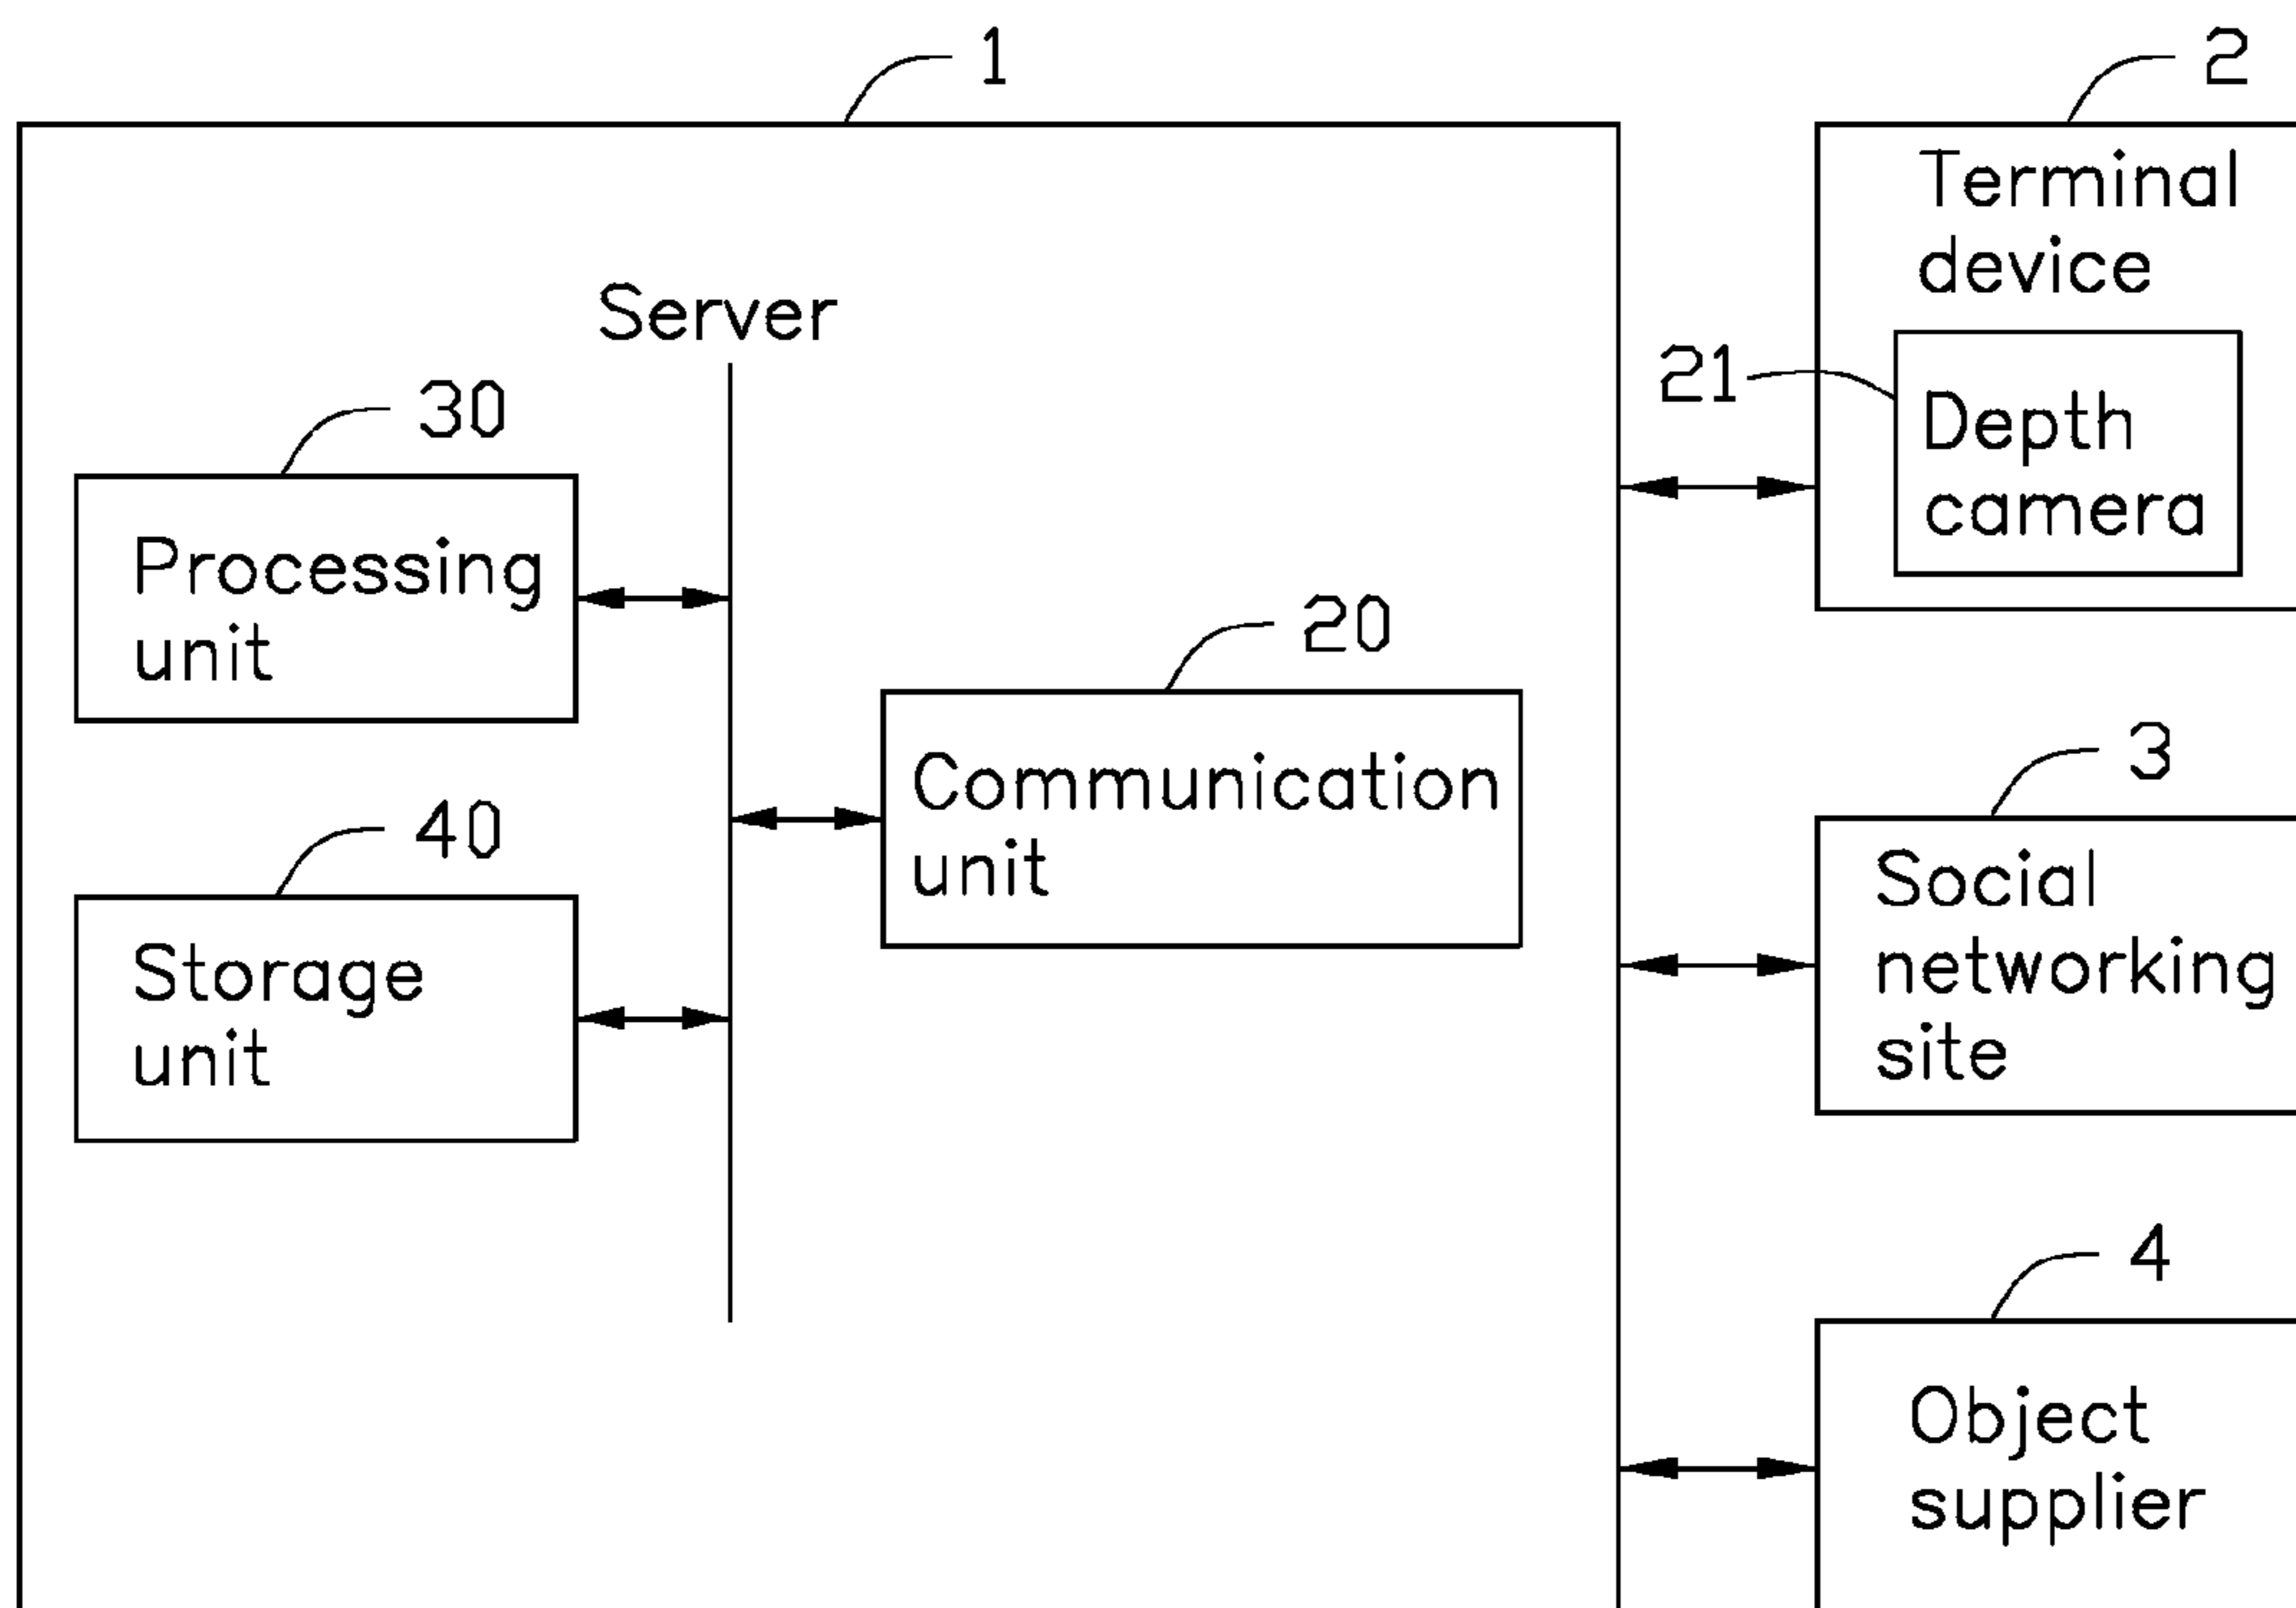 1
2
Terminal
device
21
Depth
camera
Server
30
Processing
unit
20
Communication
unit
40
Storage
unit
3
Social
networking
site
4
Object
supplier